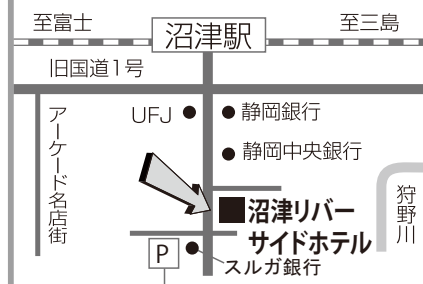 至富士
沼津駅
至三島
旧国道1号
UFJ
静岡銀行
静岡中央銀行
アーケード名店街
沼津リバー
サイドホテル
狩野川
P
スルガ銀行